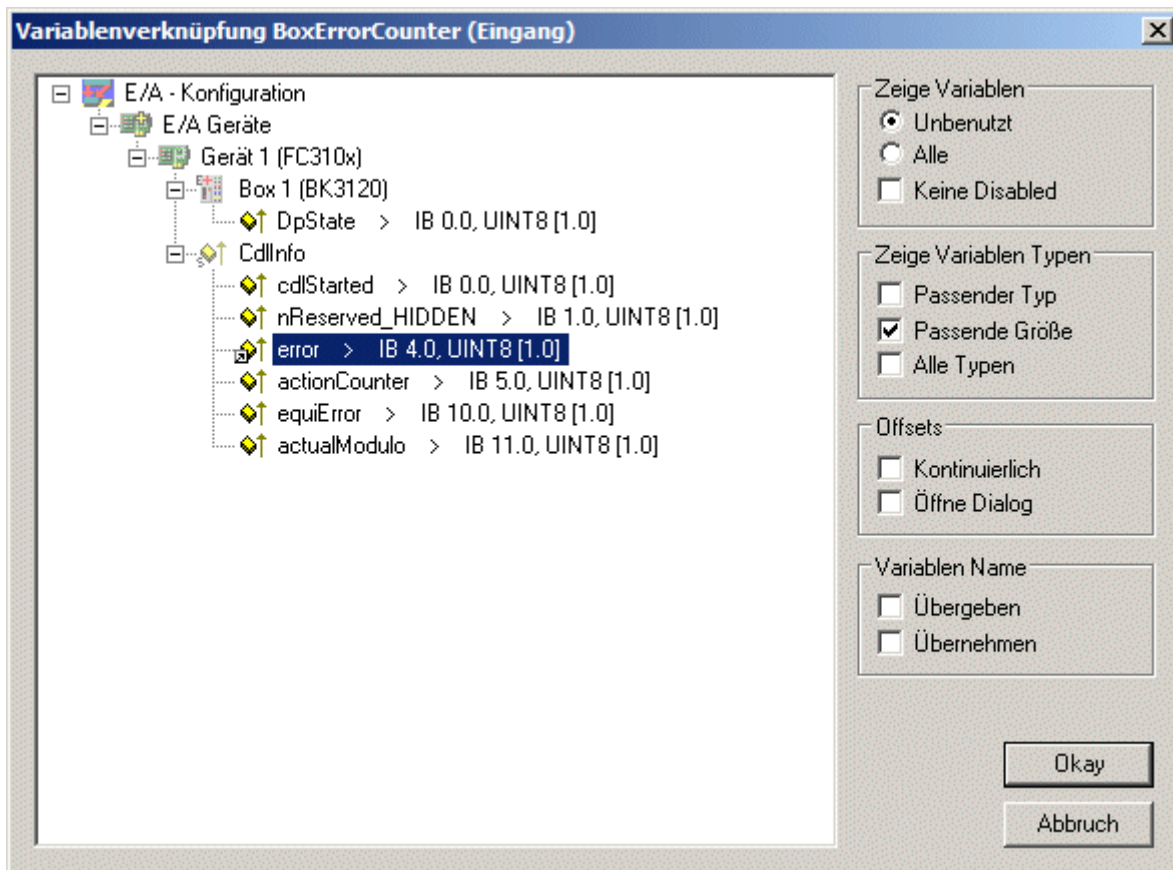 Variablenverknüpfung BoxErrorCounter (Eingang)
E/A - Konfiguration
E/A Geräte
Gerät 1 (FC310x)
Box 1 (BK3120)
DpState > IB 0.0, UINT8 [1.0]
CdlInfo
cdlStarted > IB 0.0, UINT8 [1.0]
nReserved_HIDDEN > IB 1.0, UINT8 [1.0]
error > IB 4.0, UINT8 [1.0]
actionCounter > IB 5.0, UINT8 [1.0]
equiError > IB 10.0, UINT8 [1.0]
actualModulo > IB 11.0, UINT8 [1.0]
Zeige Variablen
Unbenutzt
Alle
Keine Disabled
Zeige Variablen Typen
Passender Typ
Passende Größe
Alle Typen
Offsets
Kontinuierlich
Öffne Dialog
Variablen Name
Übergeben
Übernehmen
Okay
Abbruch